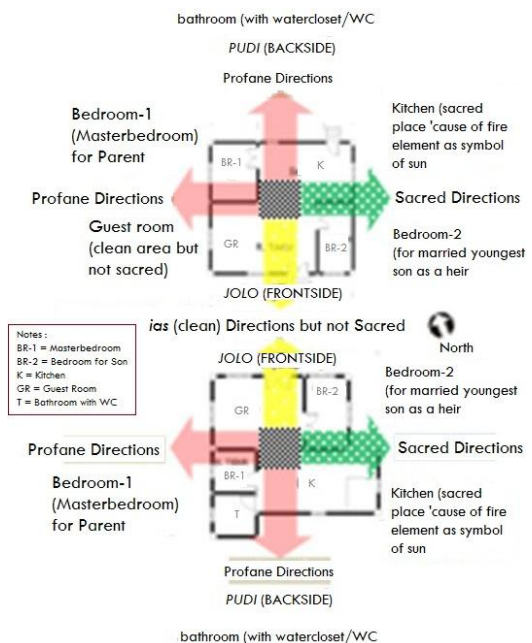 bathroom (with watercloset/WC
PUDI (BACKSIDE)
Profane Directions
Bedroom-1
(Masterbedroom)
for Parent
Kitchen (sacred
place 'cause of fire
element as symbol
of sun
BR-1
K
Profane Directions
Sacred Directions
Guest room
(clean area but
not sacred)
GR
BR-2
Bedroom-2
(for married youngest
son as a heir
JOLO (FRONTSIDE)
ias (clean) Directions but not Sacred
North
Notes :
BR-1 = Masterbedroom
BR-2 = Bedroom for Son
K = Kitchen
GR = Guest Room
T = Bathroom with WC
JOLO (FRONTSIDE)
GR
BR-2
Bedroom-2
(for married youngest
son as a heir
Profane Directions
Sacred Directions
Bedroom-1
(Masterbedroom)
for Parent
BR-1
K
T
Kitchen (sacred
place 'cause of fire
element as symbol
of sun
Profane Directions
PUDI (BACKSIDE)
bathroom (with watercloset/WC